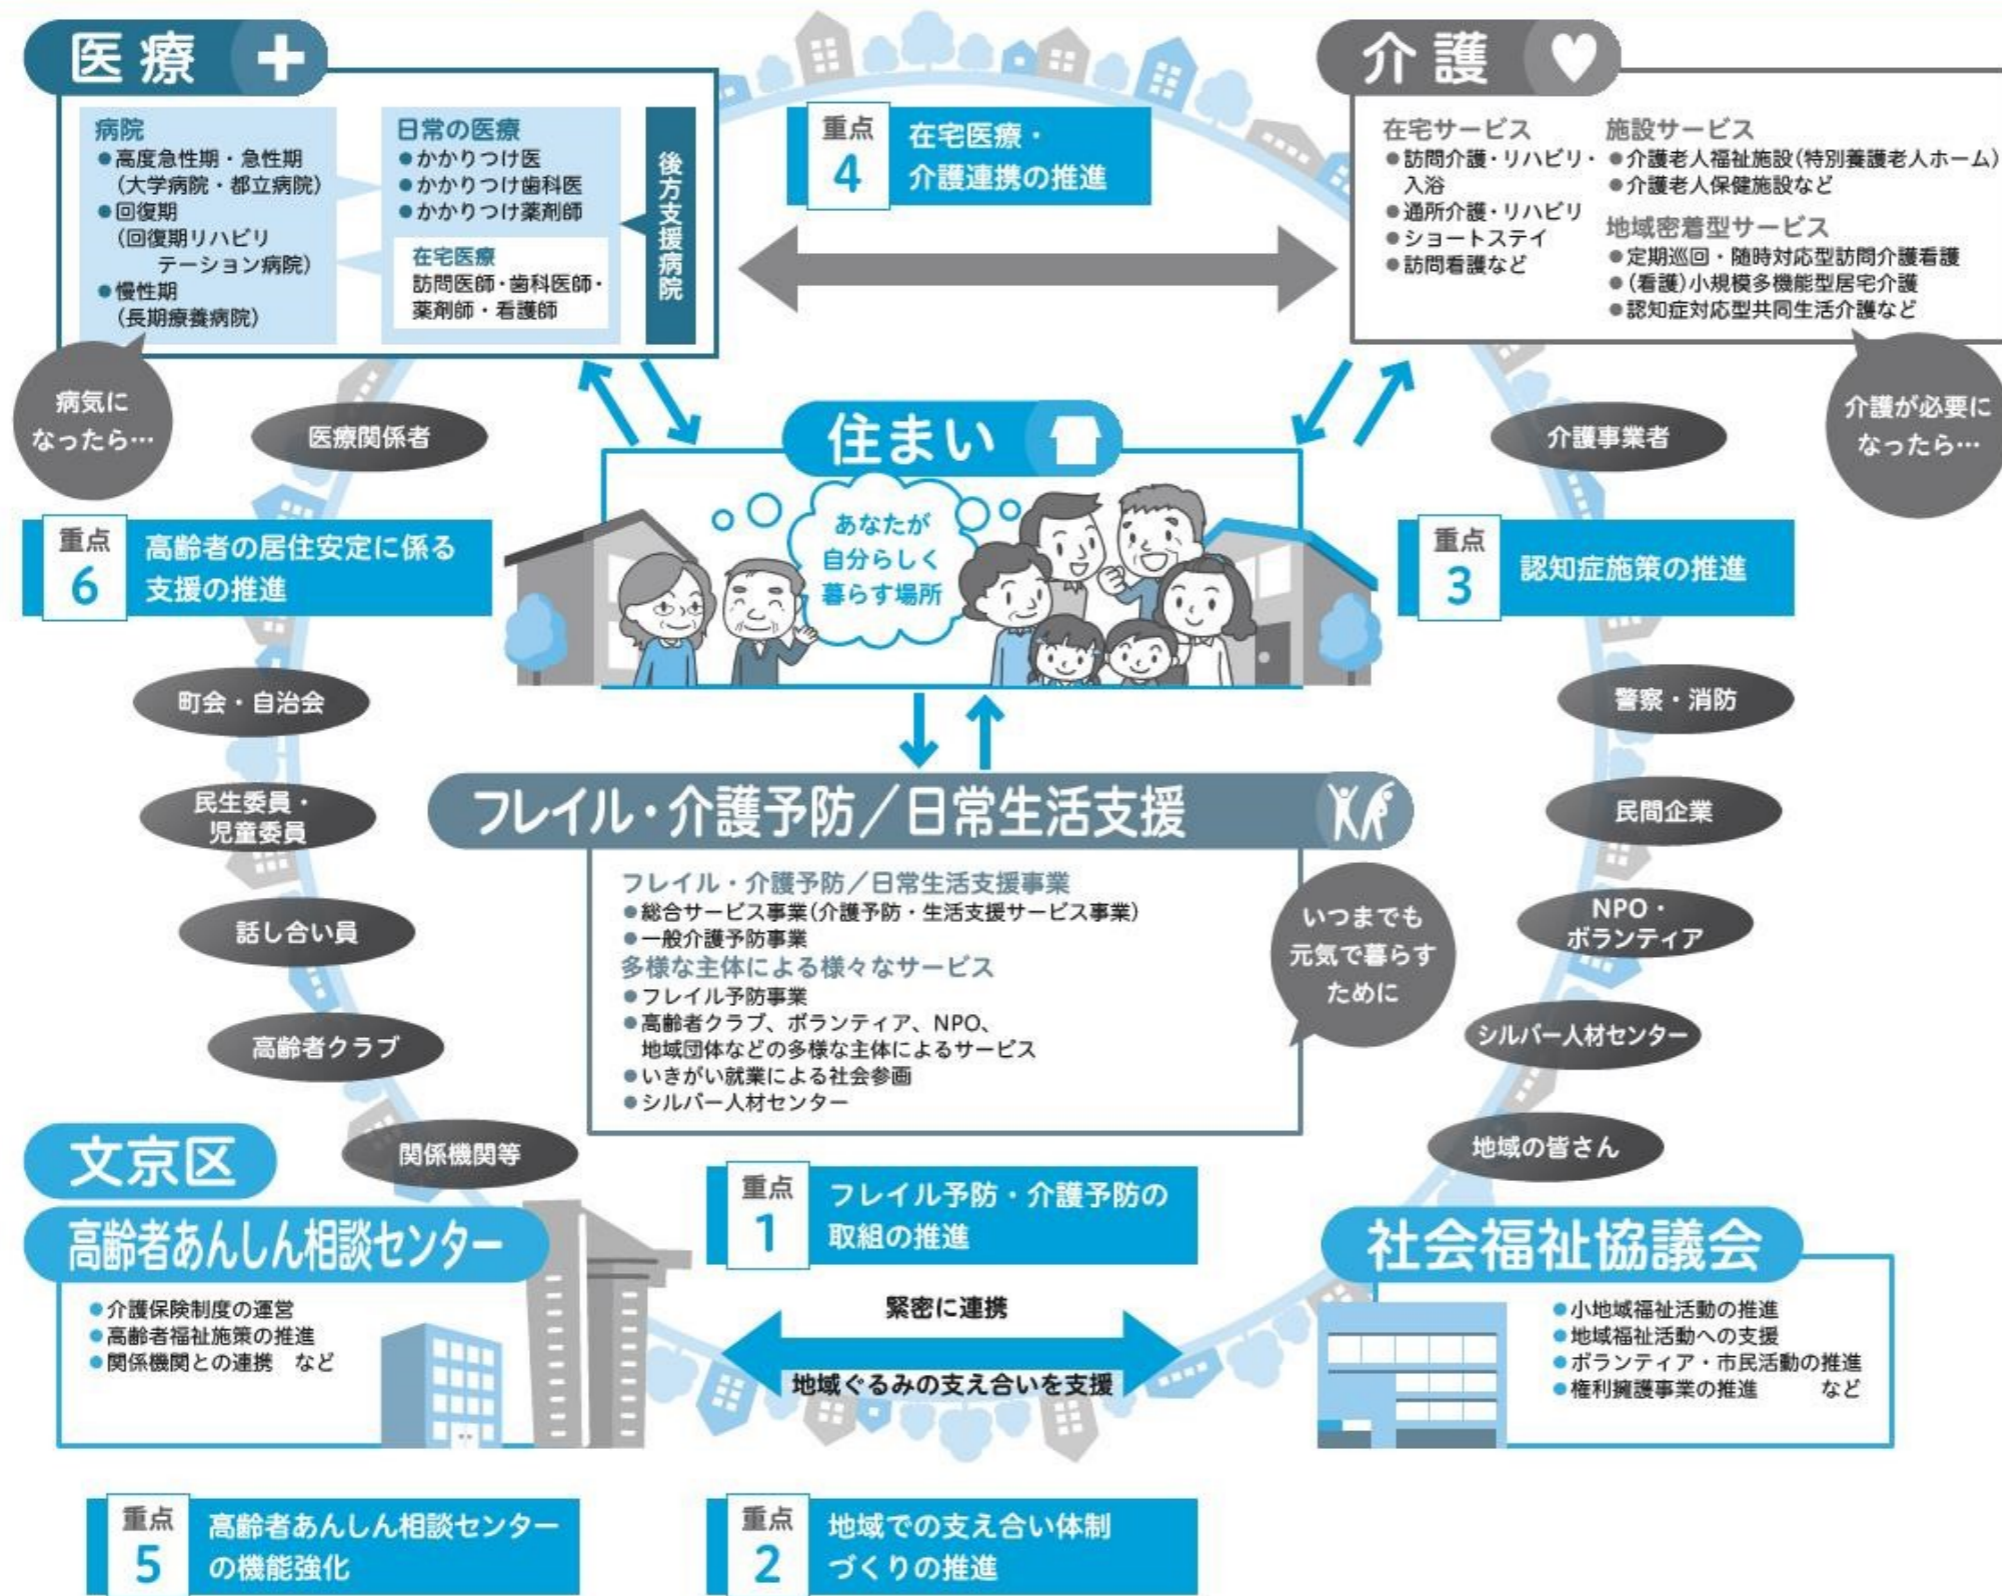 医療
病院
●高度急性期・急性期
(大学病院・都立病院)
●回復期
(回復期リハビリ
テーション病院)
●慢性期
(長期療養病院)
日常の医療
●かかりつけ医
●かかりつけ歯科医
●かかりつけ薬剤師
在宅医療
訪問医師・歯科医師・
薬剤師・看護師
後方支援病院
重点
4
在宅医療・
介護連携の推進
介護
在宅サービス
●訪問介護・リハビリ・
入浴
●通所介護・リハビリ
●ショートステイ
●訪問看護など
施設サービス
●介護老人福祉施設(特別養護老人ホーム)
●介護老人保健施設など
地域密着型サービス
●定期巡回・随時対応型訪問介護看護
●(看護)小規模多機能型居宅介護
●認知症対応型共同生活介護など
病気に
なったら…
医療関係者
住まい
あなたが
自分らしく
暮らす場所
介護事業者
介護が必要に
なったら…
重点
6
高齢者の居住安定に係る
支援の推進
重点
3
認知症施策の推進
町会・自治会
警察・消防
民生委員・
児童委員
民間企業
話し合い員
NPO・
ボランティア
高齢者クラブ
シルバー人材センター
関係機関等
地域の皆さん
フレイル・介護予防／日常生活支援
フレイル・介護予防／日常生活支援事業
●総合サービス事業(介護予防・生活支援サービス事業)
●一般介護予防事業
多様な主体による様々なサービス
●フレイル予防事業
●高齢者クラブ、ボランティア、NPO、
地域団体などの多様な主体によるサービス
●いきがい就業による社会参画
●シルバー人材センター
いつまでも
元気で暮らす
ために
文京区
高齢者あんしん相談センター
●介護保険制度の運営
●高齢者福祉施策の推進
●関係機関との連携 など
重点
1
フレイル予防・介護予防の
取組の推進
緊密に連携
地域ぐるみの支え合いを支援
社会福祉協議会
●小地域福祉活動の推進
●地域福祉活動への支援
●ボランティア・市民活動の推進
●権利擁護事業の推進 など
重点
5
高齢者あんしん相談センター
の機能強化
重点
2
地域での支え合い体制
づくりの推進